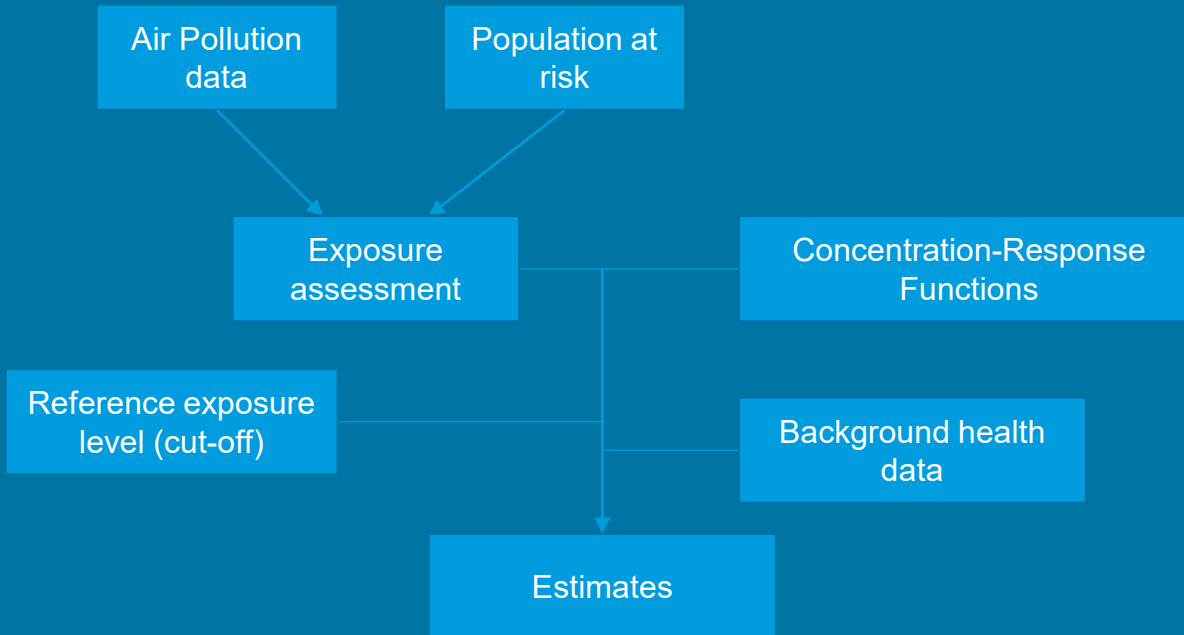 Air Pollution
data
Population at
risk
Exposure
assessment
Concentration-Response
Functions
Reference exposure
level (cut-off)
Background health
data
Estimates